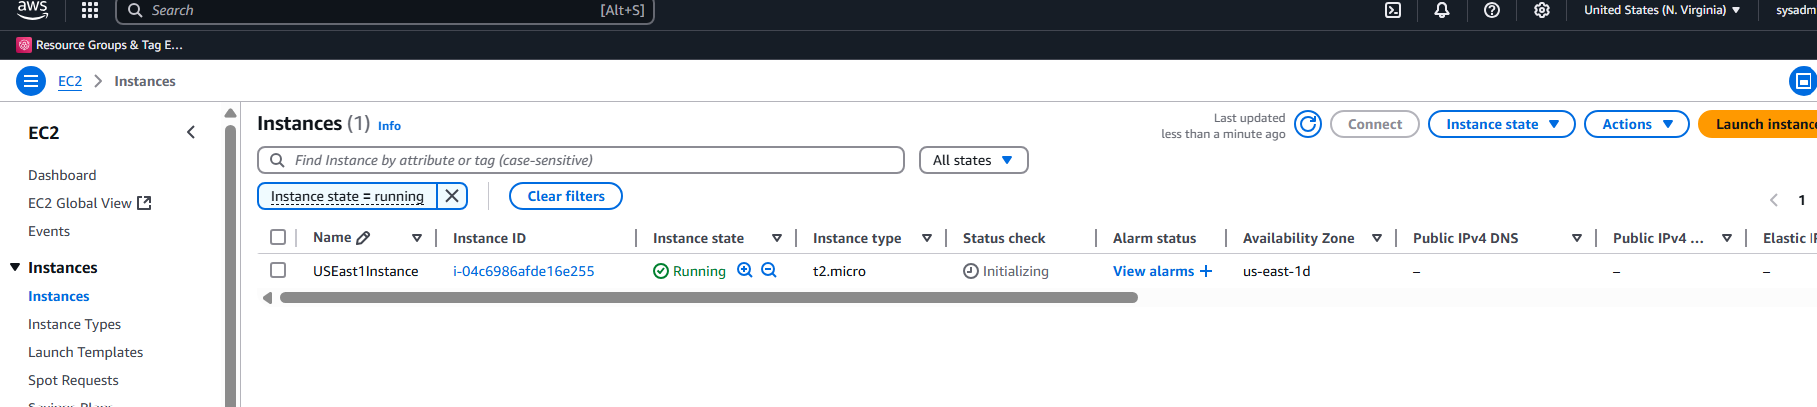 aws
Search
[Alt+S]
United States (N. Virginia)
sysadm
Resource Groups & Tag E...
EC2
Instances
EC2
Dashboard
EC2 Global View
Events
Instances
Instances
Instance Types
Launch Templates
Spot Requests
Instances (1) Info
Last updated
less than a minute ago
Connect
Instance state
Actions
Launch instanc
Find Instance by attribute or tag (case-sensitive)
All states
Instance state = running
Clear filters
1
Name Instance ID Instance state Instance type Status check Alarm status Availability Zone Public IPv4 DNS Public IPv4 ... Elastic IP
USEast1Instance i-04c6986afde16e255 Running t2.micro Initializing View alarms + us-east-1d – – –